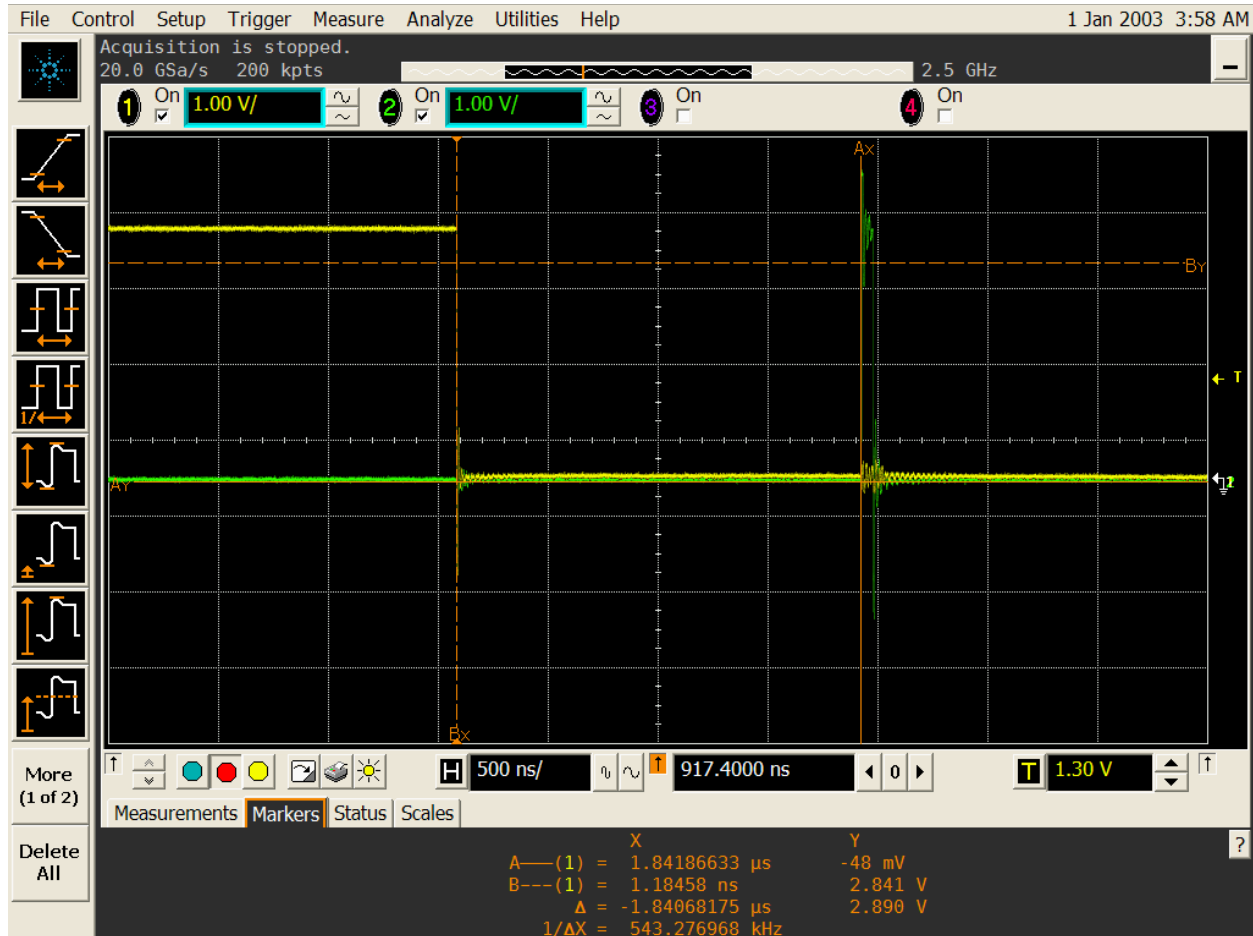 File Control Setup Trigger Measure Analyze Utilities Help 1 Jan 2003 3:58 AM
Acquisition is stopped.
20.0 GSa/s 200 kpts 2.5 GHz
1 On 1.00 V/ 2 On 1.00 V/ 3 On 4 On
Ax
By
T
1/
Ay
2
Bx
More
(1 of 2)
Delete
All
H 500 ns/ 917.4000 ns 0 T 1.30 V
Measurements Markers Status Scales
X Y
A───(1) = 1.84186633 µs -48 mV
B---(1) = 1.18458 ns 2.841 V
Δ = -1.84068175 µs 2.890 V
1/ΔX = 543.276968 kHz
?